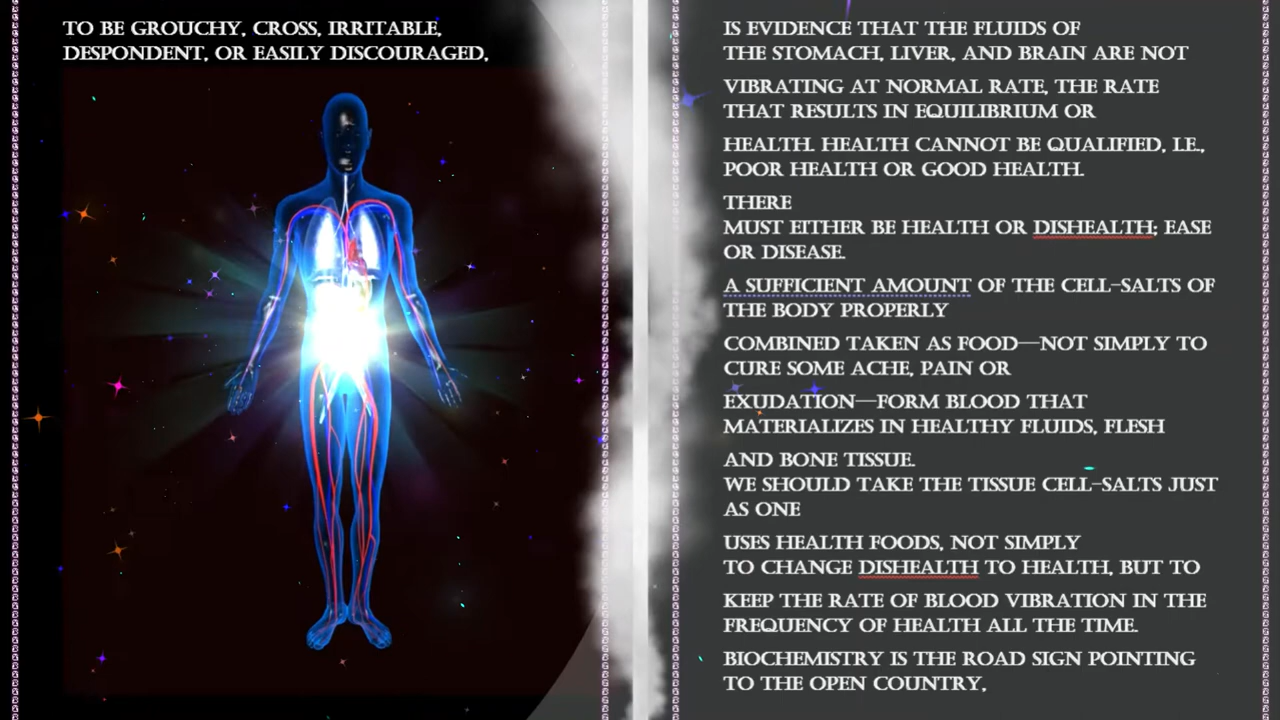 TO BE GROUCHY, CROSS, IRRITABLE,
DESPONDENT, OR EASILY DISCOURAGED,
IS EVIDENCE THAT THE FLUIDS OF
THE STOMACH, LIVER, AND BRAIN ARE NOT
VIBRATING AT NORMAL RATE, THE RATE
THAT RESULTS IN EQUILIBRIUM OR
HEALTH. HEALTH CANNOT BE QUALIFIED, I.E.,
POOR HEALTH OR GOOD HEALTH.
THERE
MUST EITHER BE HEALTH OR DISHEALTH; EASE
OR DISEASE.
A SUFFICIENT AMOUNT OF THE CELL-SALTS OF
THE BODY PROPERLY
COMBINED TAKEN AS FOOD—NOT SIMPLY TO
CURE SOME ACHE, PAIN OR
EXUDATION—FORM BLOOD THAT
MATERIALIZES IN HEALTHY FLUIDS, FLESH
AND BONE TISSUE.
WE SHOULD TAKE THE TISSUE CELL-SALTS JUST
AS ONE
USES HEALTH FOODS, NOT SIMPLY
TO CHANGE DISHEALTH TO HEALTH, BUT TO
KEEP THE RATE OF BLOOD VIBRATION IN THE
FREQUENCY OF HEALTH ALL THE TIME.
BIOCHEMISTRY IS THE ROAD SIGN POINTING
TO THE OPEN COUNTRY,